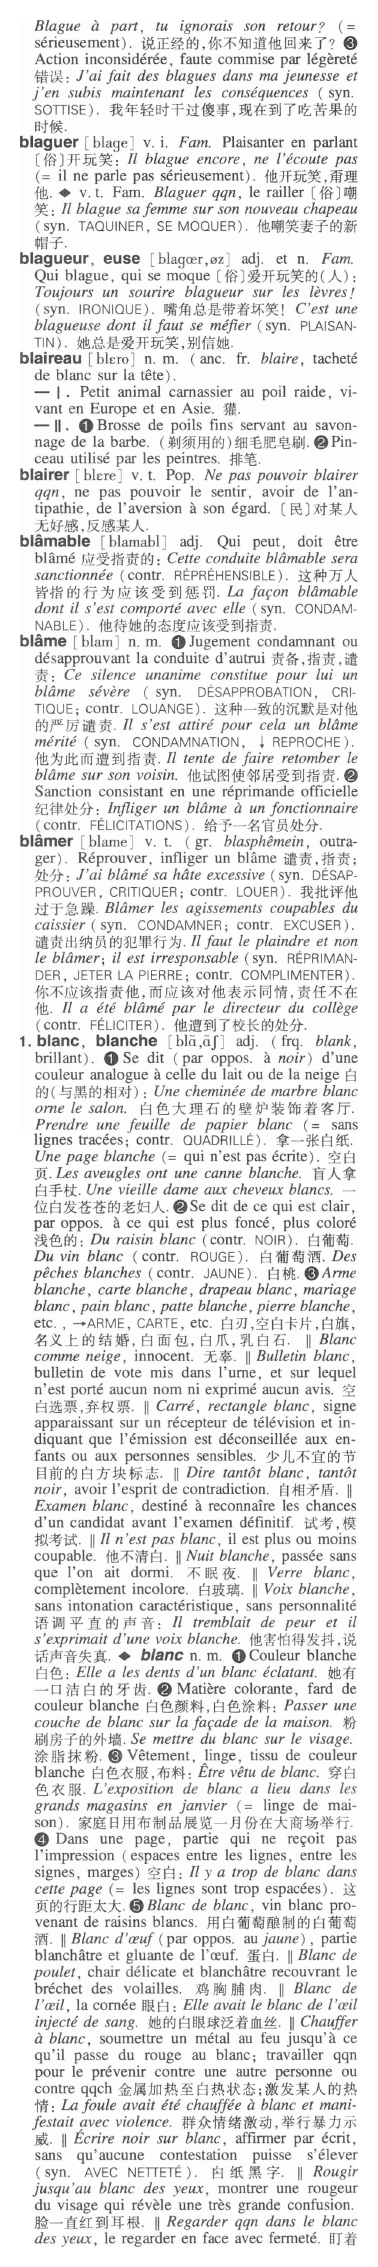 Blague à part, tu ignorais son retour? (=
sérieusement). 说正经的,你不知道他回来了? ❸
Action inconsidérée, faute commise par légèreté
错误: J'ai fait des blagues dans ma jeunesse et
j'en subis maintenant les conséquences ( syn.
SOTTISE). 我年轻时干过傻事,现在到了吃苦果的
时候.
blaguer [blage] v. i. Fam. Plaisanter en parlant
[俗]开玩笑: Il blague encore, ne l'écoute pas
(= il ne parle pas sérieusement). 他开玩笑,甭理
他. ◆ v. t. Fam. Blaguer qqn, le railler [俗]嘲
笑: Il blague sa femme sur son nouveau chapeau
(syn. TAQUINER, SE MOQUER). 他嘲笑妻子的新
帽子.
blagueur, euse [blagœr,øz] adj. et n. Fam.
Qui blague, qui se moque [俗]爱开玩笑的(人):
Toujours un sourire blagueur sur les lèvres!
(syn. IRONIQUE). 嘴角总是带着坏笑! C'est une
blagueuse dont il faut se méfier (syn. PLAISAN-
TIN). 她总是爱开玩笑,别信她.
blaireau [blɛro] n. m. ( anc. fr. blaire, tacheté
de blanc sur la tête).
— Ⅰ. Petit animal carnassier au poil raide, vi-
vant en Europe et en Asie. 獾.
— Ⅱ. ❶ Brosse de poils fins servant au savon-
nage de la barbe. (剃须用的)细毛肥皂刷. ❷ Pin-
ceau utilisé par les peintres. 排笔.
blairer [blɛre] v. t. Pop. Ne pas pouvoir blairer
qqn, ne pas pouvoir le sentir, avoir de l'an-
tipathie, de l'aversion à son égard. [民]对某人
无好感,反感某人.
blâmable [blamabl] adj. Qui peut, doit être
blâmé 应受指责的: Cette conduite blâmable sera
sanctionnée (contr. RÉPRÉHENSIBLE). 这种万人
皆指的行为应该受到惩罚. La façon blâmable
dont il s'est comporté avec elle (syn. CONDAM-
NABLE). 他待她的态度应该受到指责.
blâme [blam] n. m. ❶ Jugement condamnant ou
désapprouvant la conduite d'autrui 责备,指责,谴
责: Ce silence unanime constitue pour lui un
blâme sévère ( syn. DÉSAPPROBATION, CRI-
TIQUE; contr. LOUANGE). 这种一致的沉默是对他
的严厉谴责. Il s'est attiré pour cela un blâme
mérité ( syn. CONDAMNATION, ↓ REPROCHE).
他为此而遭到指责. Il tente de faire retomber le
blâme sur son voisin. 他试图使邻居受到指责. ❷
Sanction consistant en une réprimande officielle
纪律处分: Infliger un blâme à un fonctionnaire
(contr. FÉLICITATIONS). 给予一名官员处分.
blâmer [blame] v. t. ( gr. blasphêmein, outra-
ger). Réprouver, infliger un blâme 谴责,指责;
处分: J'ai blâmé sa hâte excessive (syn. DÉSAP-
PROUVER, CRITIQUER; contr. LOUER). 我批评他
过于急躁. Blâmer les agissements coupables du
caissier (syn. CONDAMNER; contr. EXCUSER).
谴责出纳员的犯罪行为. Il faut le plaindre et non
le blâmer; il est irresponsable (syn. RÉPRIMAN-
DER, JETER LA PIERRE; contr. COMPLIMENTER).
你不应该指责他,而应该对他表示同情,责任不在
他. Il a été blâmé par le directeur du collège
(contr. FÉLICITER). 他遭到了校长的处分.
1. blanc, blanche [blɑ̃,ɑ̃ʃ] adj. ( frq. blank,
brillant). ❶ Se dit (par oppos. à noir) d'une
couleur analogue à celle du lait ou de la neige 白
的(与黑的相对): Une cheminée de marbre blanc
orne le salon. 白色大理石的壁炉装饰着客厅.
Prendre une feuille de papier blanc (= sans
lignes tracées; contr. QUADRILLÉ). 拿一张白纸.
Une page blanche (= qui n'est pas écrite). 空白
页. Les aveugles ont une canne blanche. 盲人拿
白手杖. Une vieille dame aux cheveux blancs. 一
位白发苍苍的老妇人. ❷ Se dit de ce qui est clair,
par oppos. à ce qui est plus foncé, plus coloré
浅色的: Du raisin blanc (contr. NOIR). 白葡萄.
Du vin blanc ( contr. ROUGE). 白葡萄酒. Des
pêches blanches (contr. JAUNE). 白桃. ❸ Arme
blanche, carte blanche, drapeau blanc, mariage
blanc, pain blanc, patte blanche, pierre blanche,
etc. , →ARME, CARTE, etc. 白刃,空白卡片,白旗,
名义上的结婚,白面包,白爪,乳白石. ‖ Blanc
comme neige, innocent. 无辜. ‖ Bulletin blanc,
bulletin de vote mis dans l'urne, et sur lequel
n'est porté aucun nom ni exprimé aucun avis. 空
白选票,弃权票. ‖ Carré, rectangle blanc, signe
apparaissant sur un récepteur de télévision et in-
diquant que l'émission est déconseillée aux en-
fants ou aux personnes sensibles. 少儿不宜的节
目前的白方块标志. ‖ Dire tantôt blanc, tantôt
noir, avoir l'esprit de contradiction. 自相矛盾. ‖
Examen blanc, destiné à reconnaître les chances
d'un candidat avant l'examen définitif. 试考,模
拟考试. ‖ Il n'est pas blanc, il est plus ou moins
coupable. 他不清白. ‖ Nuit blanche, passée sans
que l'on ait dormi. 不眠夜. ‖ Verre blanc,
complètement incolore. 白玻璃. ‖ Voix blanche,
sans intonation caractéristique, sans personnalité
语调平直的声音: Il tremblait de peur et il
s'exprimait d'une voix blanche. 他害怕得发抖,说
话声音失真. ◆ blanc n. m. ❶ Couleur blanche
白色: Elle a les dents d'un blanc éclatant. 她有
一口洁白的牙齿. ❷ Matière colorante, fard de
couleur blanche 白色颜料,白色涂料: Passer une
couche de blanc sur la façade de la maison. 粉
刷房子的外墙. Se mettre du blanc sur le visage.
涂脂抹粉. ❸ Vêtement, linge, tissu de couleur
blanche 白色衣服,布料: Être vêtu de blanc. 穿白
色衣服. L'exposition de blanc a lieu dans les
grands magasins en janvier (= linge de mai-
son). 家庭日用布制品展览一月份在大商场举行.
❹ Dans une page, partie qui ne reçoit pas
l'impression ( espaces entre les lignes, entre les
signes, marges) 空白: Il y a trop de blanc dans
cette page (= les lignes sont trop espacées). 这
页的行距太大. ❺ Blanc de blanc, vin blanc pro-
venant de raisins blancs. 用白葡萄酿制的白葡萄
酒. ‖ Blanc d'œuf (par oppos. au jaune), partie
blanchâtre et gluante de l'œuf. 蛋白. ‖ Blanc de
poulet, chair délicate et blanchâtre recouvrant le
bréchet des volailles. 鸡胸脯肉. ‖ Blanc de
l'œil, la cornée 眼白: Elle avait le blanc de l'œil
injecté de sang. 她的白眼球泛着血丝. ‖ Chauffer
à blanc, soumettre un métal au feu jusqu'à ce
qu'il passe du rouge au blanc; travailler qqn
pour le prévenir contre une autre personne ou
contre qqch 金属加热至白热状态;激发某人的热
情: La foule avait été chauffée à blanc et mani-
festait avec violence. 群众情绪激动,举行暴力示
威. ‖ Écrire noir sur blanc, affirmer par écrit,
sans qu'aucune contestation puisse s'élever
(syn. AVEC NETTETÉ). 白纸黑字. ‖ Rougir
jusqu'au blanc des yeux, montrer une rougeur
du visage qui révèle une très grande confusion.
脸一直红到耳根. ‖ Regarder qqn dans le blanc
des yeux, le regarder en face avec fermeté. 盯着